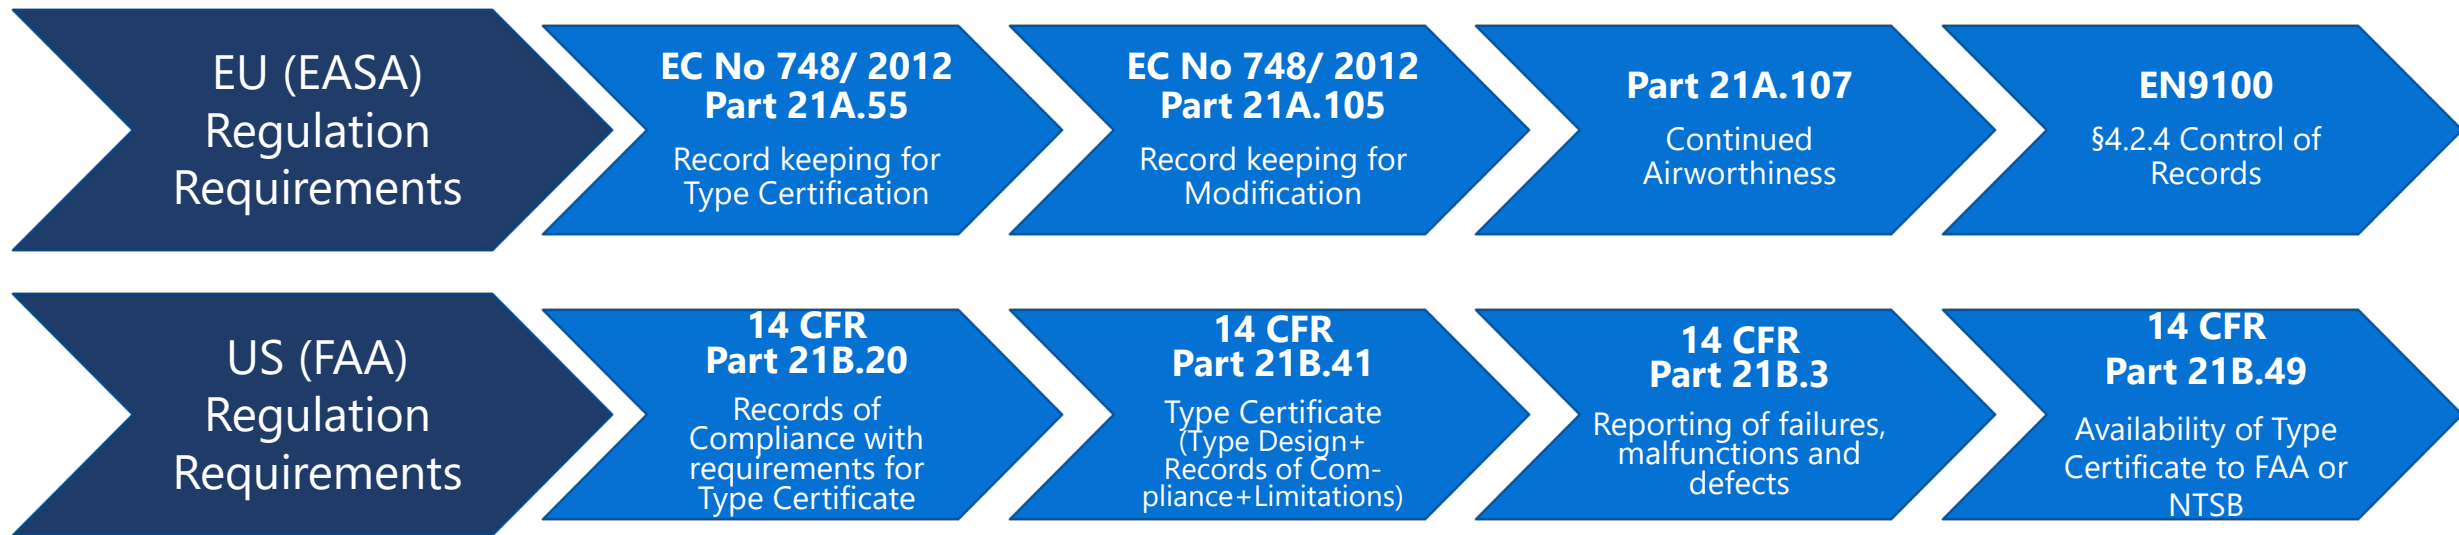 EU (EASA)
Regulation
Requirements
EC No 748/ 2012
Part 21A.55
Record keeping for
Type Certification
EC No 748/ 2012
Part 21A.105
Record keeping for
Modification
Part 21A.107
Continued
Airworthiness
EN9100
§4.2.4 Control of
Records
US (FAA)
Regulation
Requirements
14 CFR
Part 21B.20
Records of
Compliance with
requirements for
Type Certificate
14 CFR
Part 21B.41
Type Certificate
(Type Design+
Records of Com-
pliance+Limitations)
14 CFR
Part 21B.3
Reporting of failures,
malfunctions and
defects
14 CFR
Part 21B.49
Availability of Type
Certificate to FAA or
NTSB